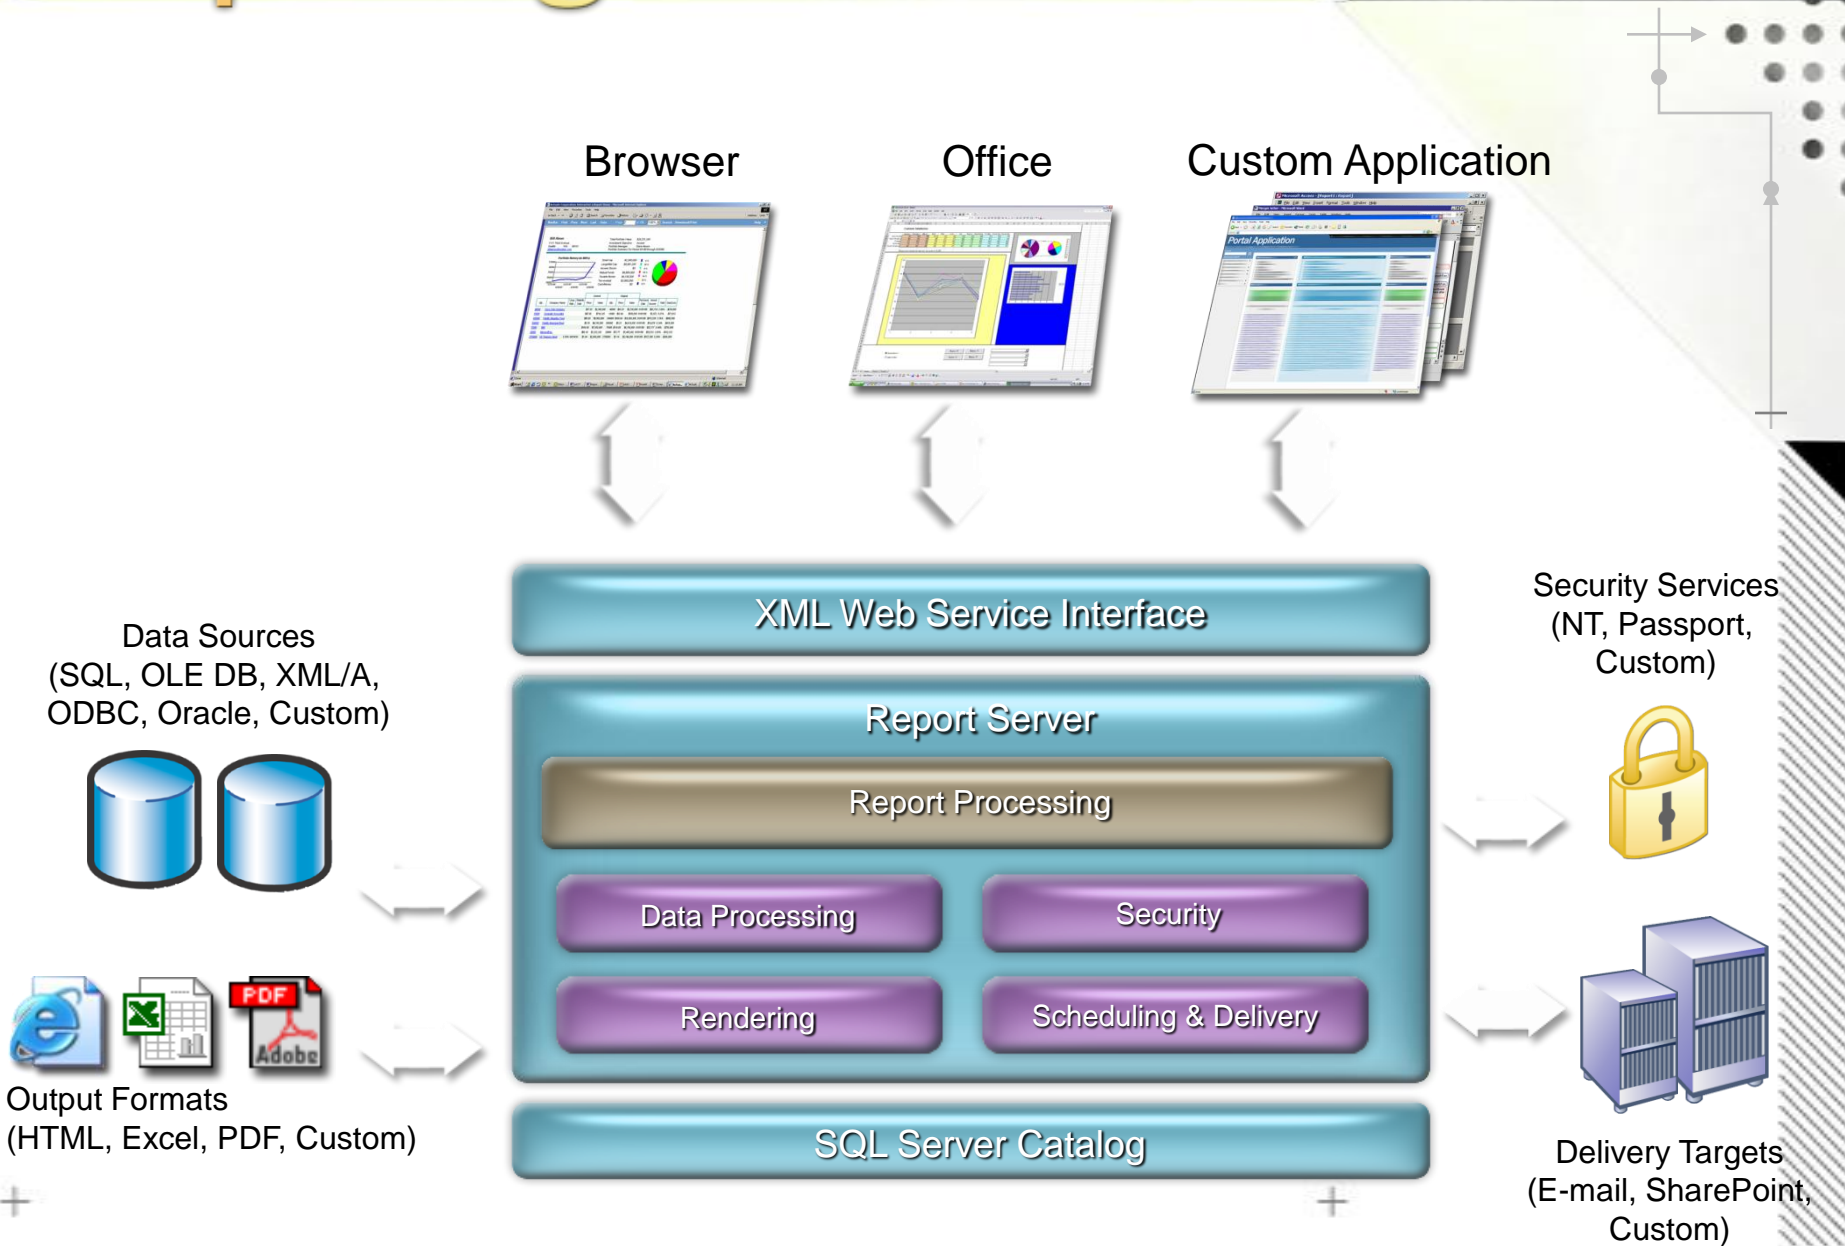 Browser
Office
Custom Application
Portal Application
XML Web Service Interface
Security Services
(NT, Passport,
Custom)
Data Sources
(SQL, OLE DB, XML/A,
ODBC, Oracle, Custom)
Report Server
Report Processing
Data Processing
Security
Rendering
Scheduling & Delivery
PDF
Adobe
Output Formats
(HTML, Excel, PDF, Custom)
SQL Server Catalog
Delivery Targets
(E-mail, SharePoint,
Custom)